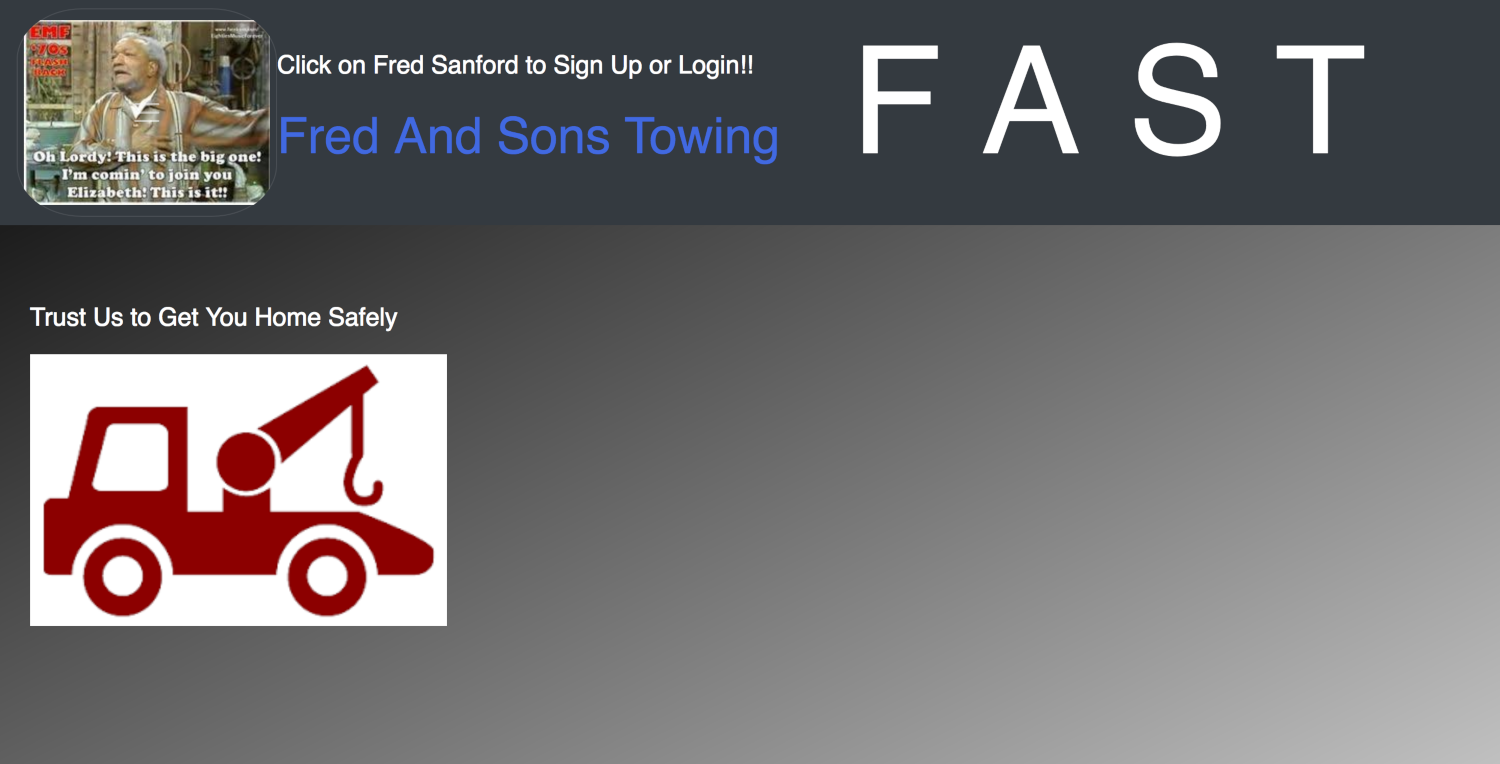 EMF
'70s
FLASH
BACK
Oh Lordy! This is the big one!
I'm comin' to join you
Elizabeth! This is it!!
Click on Fred Sanford to Sign Up or Login!!
Fred And Sons Towing
F A S T
Trust Us to Get You Home Safely